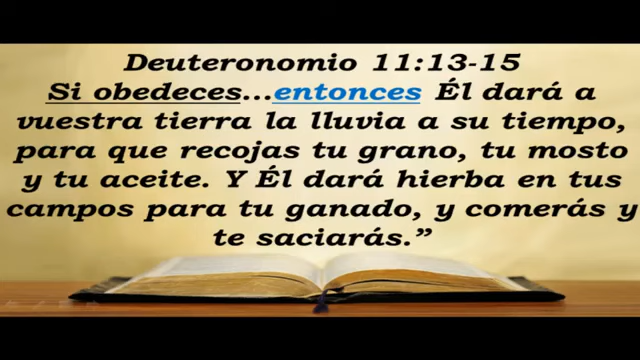 Deuteronomio 11:13-15
Si obedeces...entonces Él dará a
vuestra tierra la lluvia a su tiempo,
para que recojas tu grano, tu mosto
y tu aceite. Y Él dará hierba en tus
campos para tu ganado, y comerás y
te saciarás.”